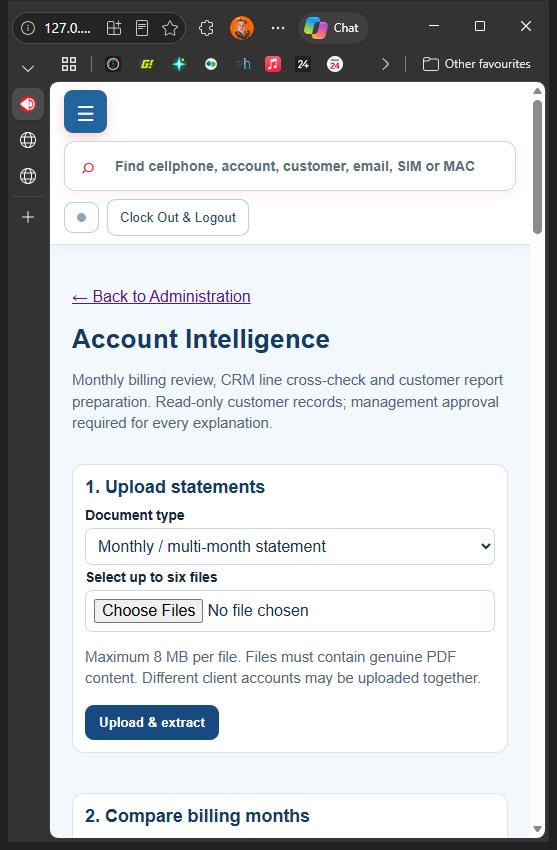 127.0....
Chat
G!
h
24
news
24
Other favourites
Find cellphone, account, customer, email, SIM or MAC
Clock Out & Logout
← Back to Administration
Account Intelligence
Monthly billing review, CRM line cross-check and customer report
preparation. Read-only customer records; management approval
required for every explanation.
1. Upload statements
Document type
Monthly / multi-month statement
Select up to six files
Choose Files No file chosen
Maximum 8 MB per file. Files must contain genuine PDF
content. Different client accounts may be uploaded together.
Upload & extract
2. Compare billing months